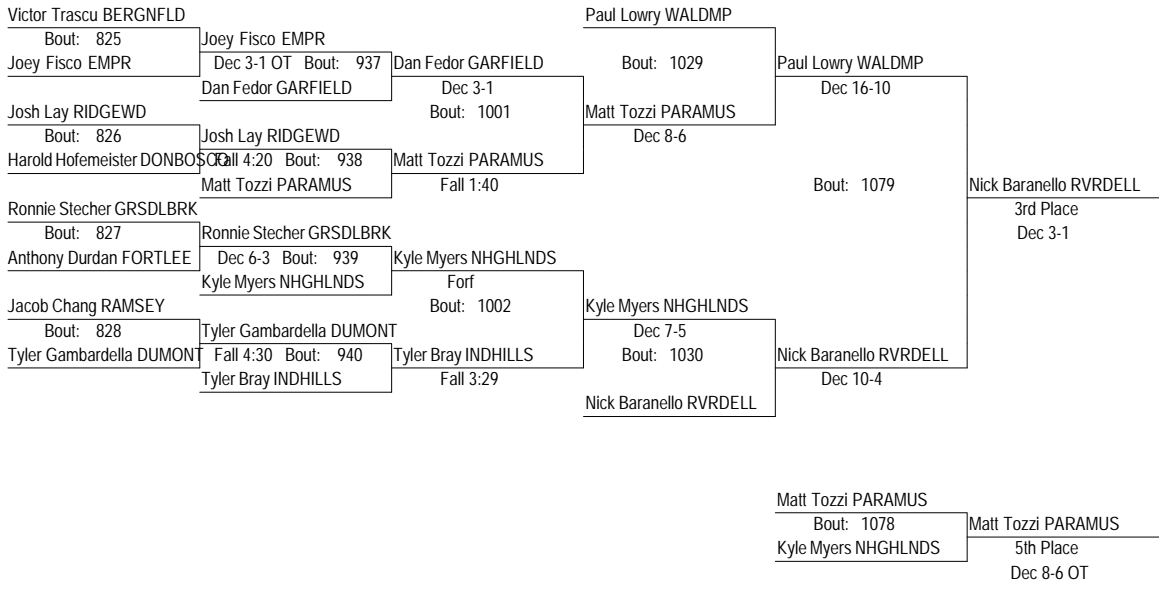 Victor Trascu BERGNFLD
Bout: 825
Joey Fisco EMPR
Josh Lay RIDGEWD
Bout: 826
Harold Hofemeister DONBOSCO
Ronnie Stecher GRSDLBRK
Bout: 827
Anthony Durdan FORTLEE
Jacob Chang RAMSEY
Bout: 828
Tyler Gambardella DUMONT
Joey Fisco EMPR
Dec 3-1 OT Bout: 937
Dan Fedor GARFIELD
Josh Lay RIDGEWD
Fall 4:20 Bout: 938
Matt Tozzi PARAMUS
Ronnie Stecher GRSDLBRK
Dec 6-3 Bout: 939
Kyle Myers NHGHLNDS
Tyler Gambardella DUMONT
Fall 4:30 Bout: 940
Tyler Bray INDHILLS
Dan Fedor GARFIELD
Dec 3-1
Bout: 1001
Matt Tozzi PARAMUS
Fall 1:40
Kyle Myers NHGHLNDS
Forf
Bout: 1002
Tyler Bray INDHILLS
Fall 3:29
Paul Lowry WALDMP
Bout: 1029
Matt Tozzi PARAMUS
Dec 8-6
Kyle Myers NHGHLNDS
Dec 7-5
Bout: 1030
Nick Baranello RVRDELL
Paul Lowry WALDMP
Dec 16-10
Bout: 1079
Nick Baranello RVRDELL
Dec 10-4
Nick Baranello RVRDELL
3rd Place
Dec 3-1
Matt Tozzi PARAMUS
Bout: 1078
Kyle Myers NHGHLNDS
Matt Tozzi PARAMUS
5th Place
Dec 8-6 OT